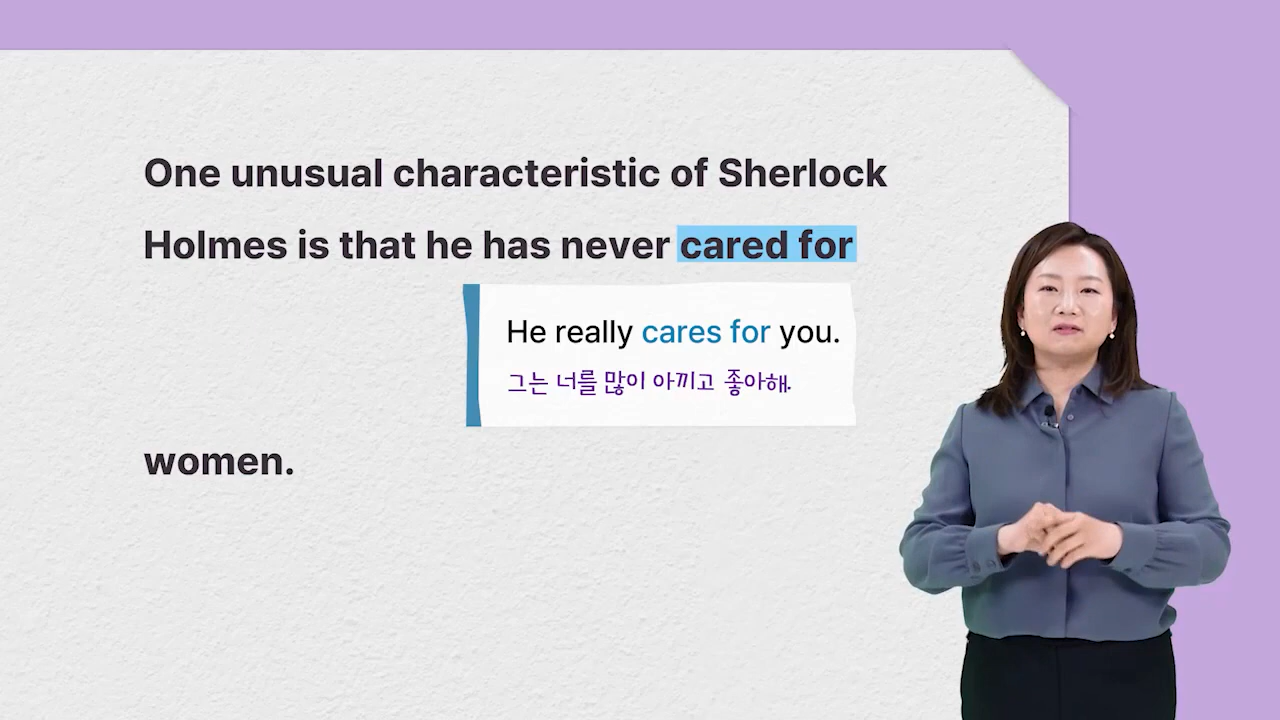 One unusual characteristic of Sherlock
Holmes is that he has never cared for
He really cares for you.
그는 너를 많이 아끼고 좋아해.
women.